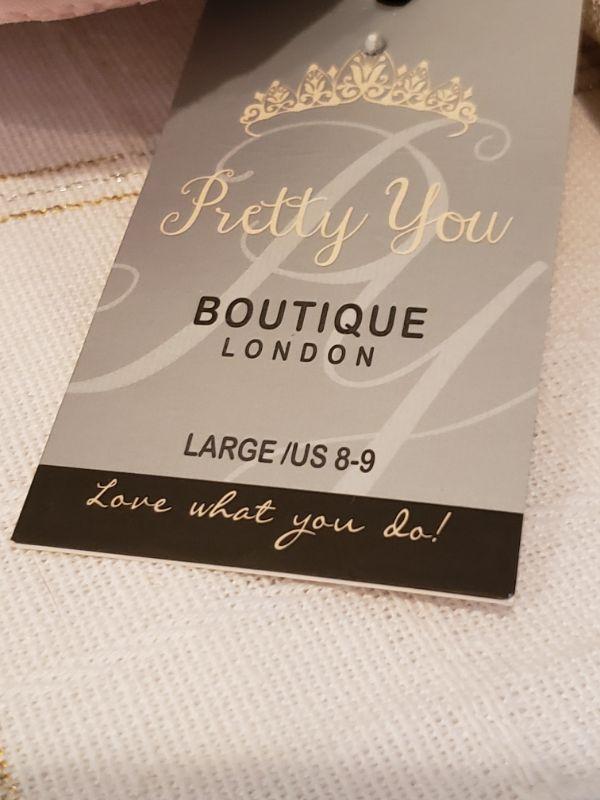 Pretty You
BOUTIQUE
LONDON
LARGE /US 8-9
Love what you do!